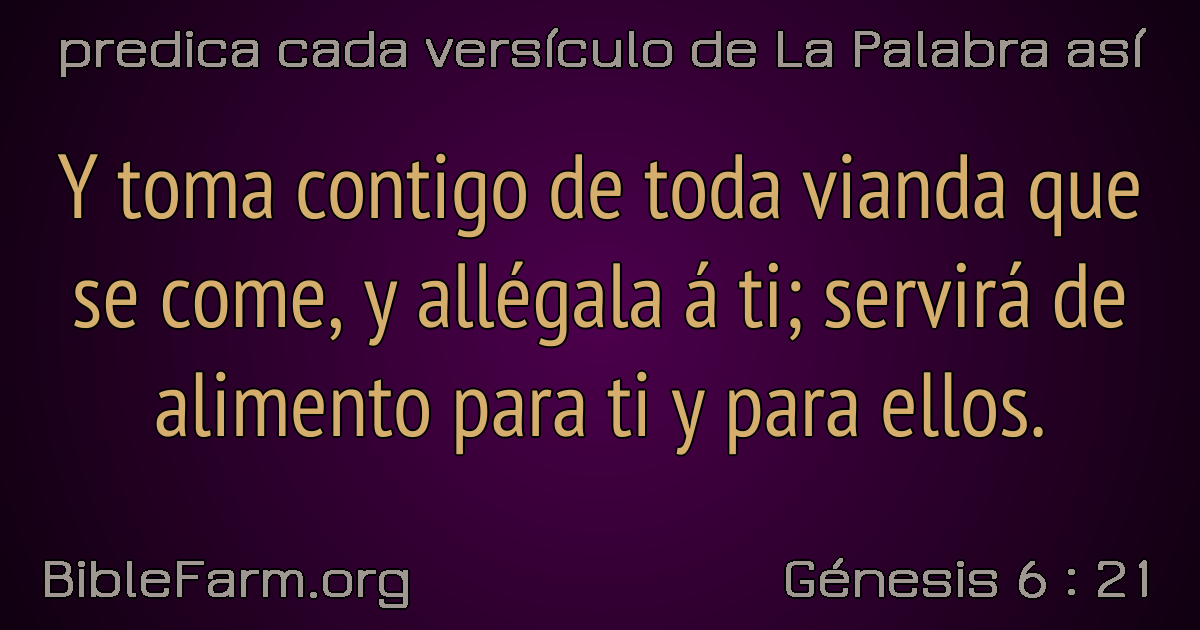 predica cada versículo de La Palabra así
Y toma contigo de toda vianda que
se come, y allégala á ti; servirá de
alimento para ti y para ellos.
BibleFarm.org
Génesis 6 : 21